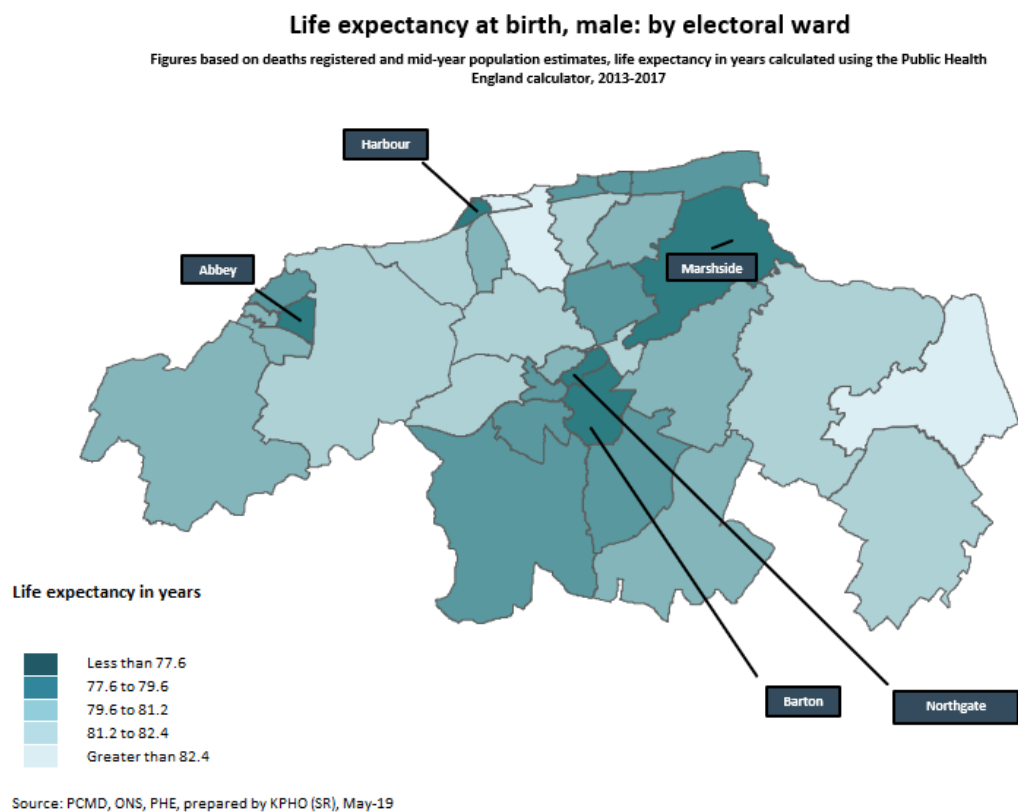 Life expectancy at birth, male: by electoral ward
Figures based on deaths registered and mid-year population estimates, life expectancy in years calculated using the Public Health
England calculator, 2013-2017
Harbour
Abbey
Marshside
Life expectancy in years
Less than 77.6
77.6 to 79.6
79.6 to 81.2
81.2 to 82.4
Greater than 82.4
Barton
Northgate
Source: PCMD, ONS, PHE, prepared by KPHO (SR), May-19